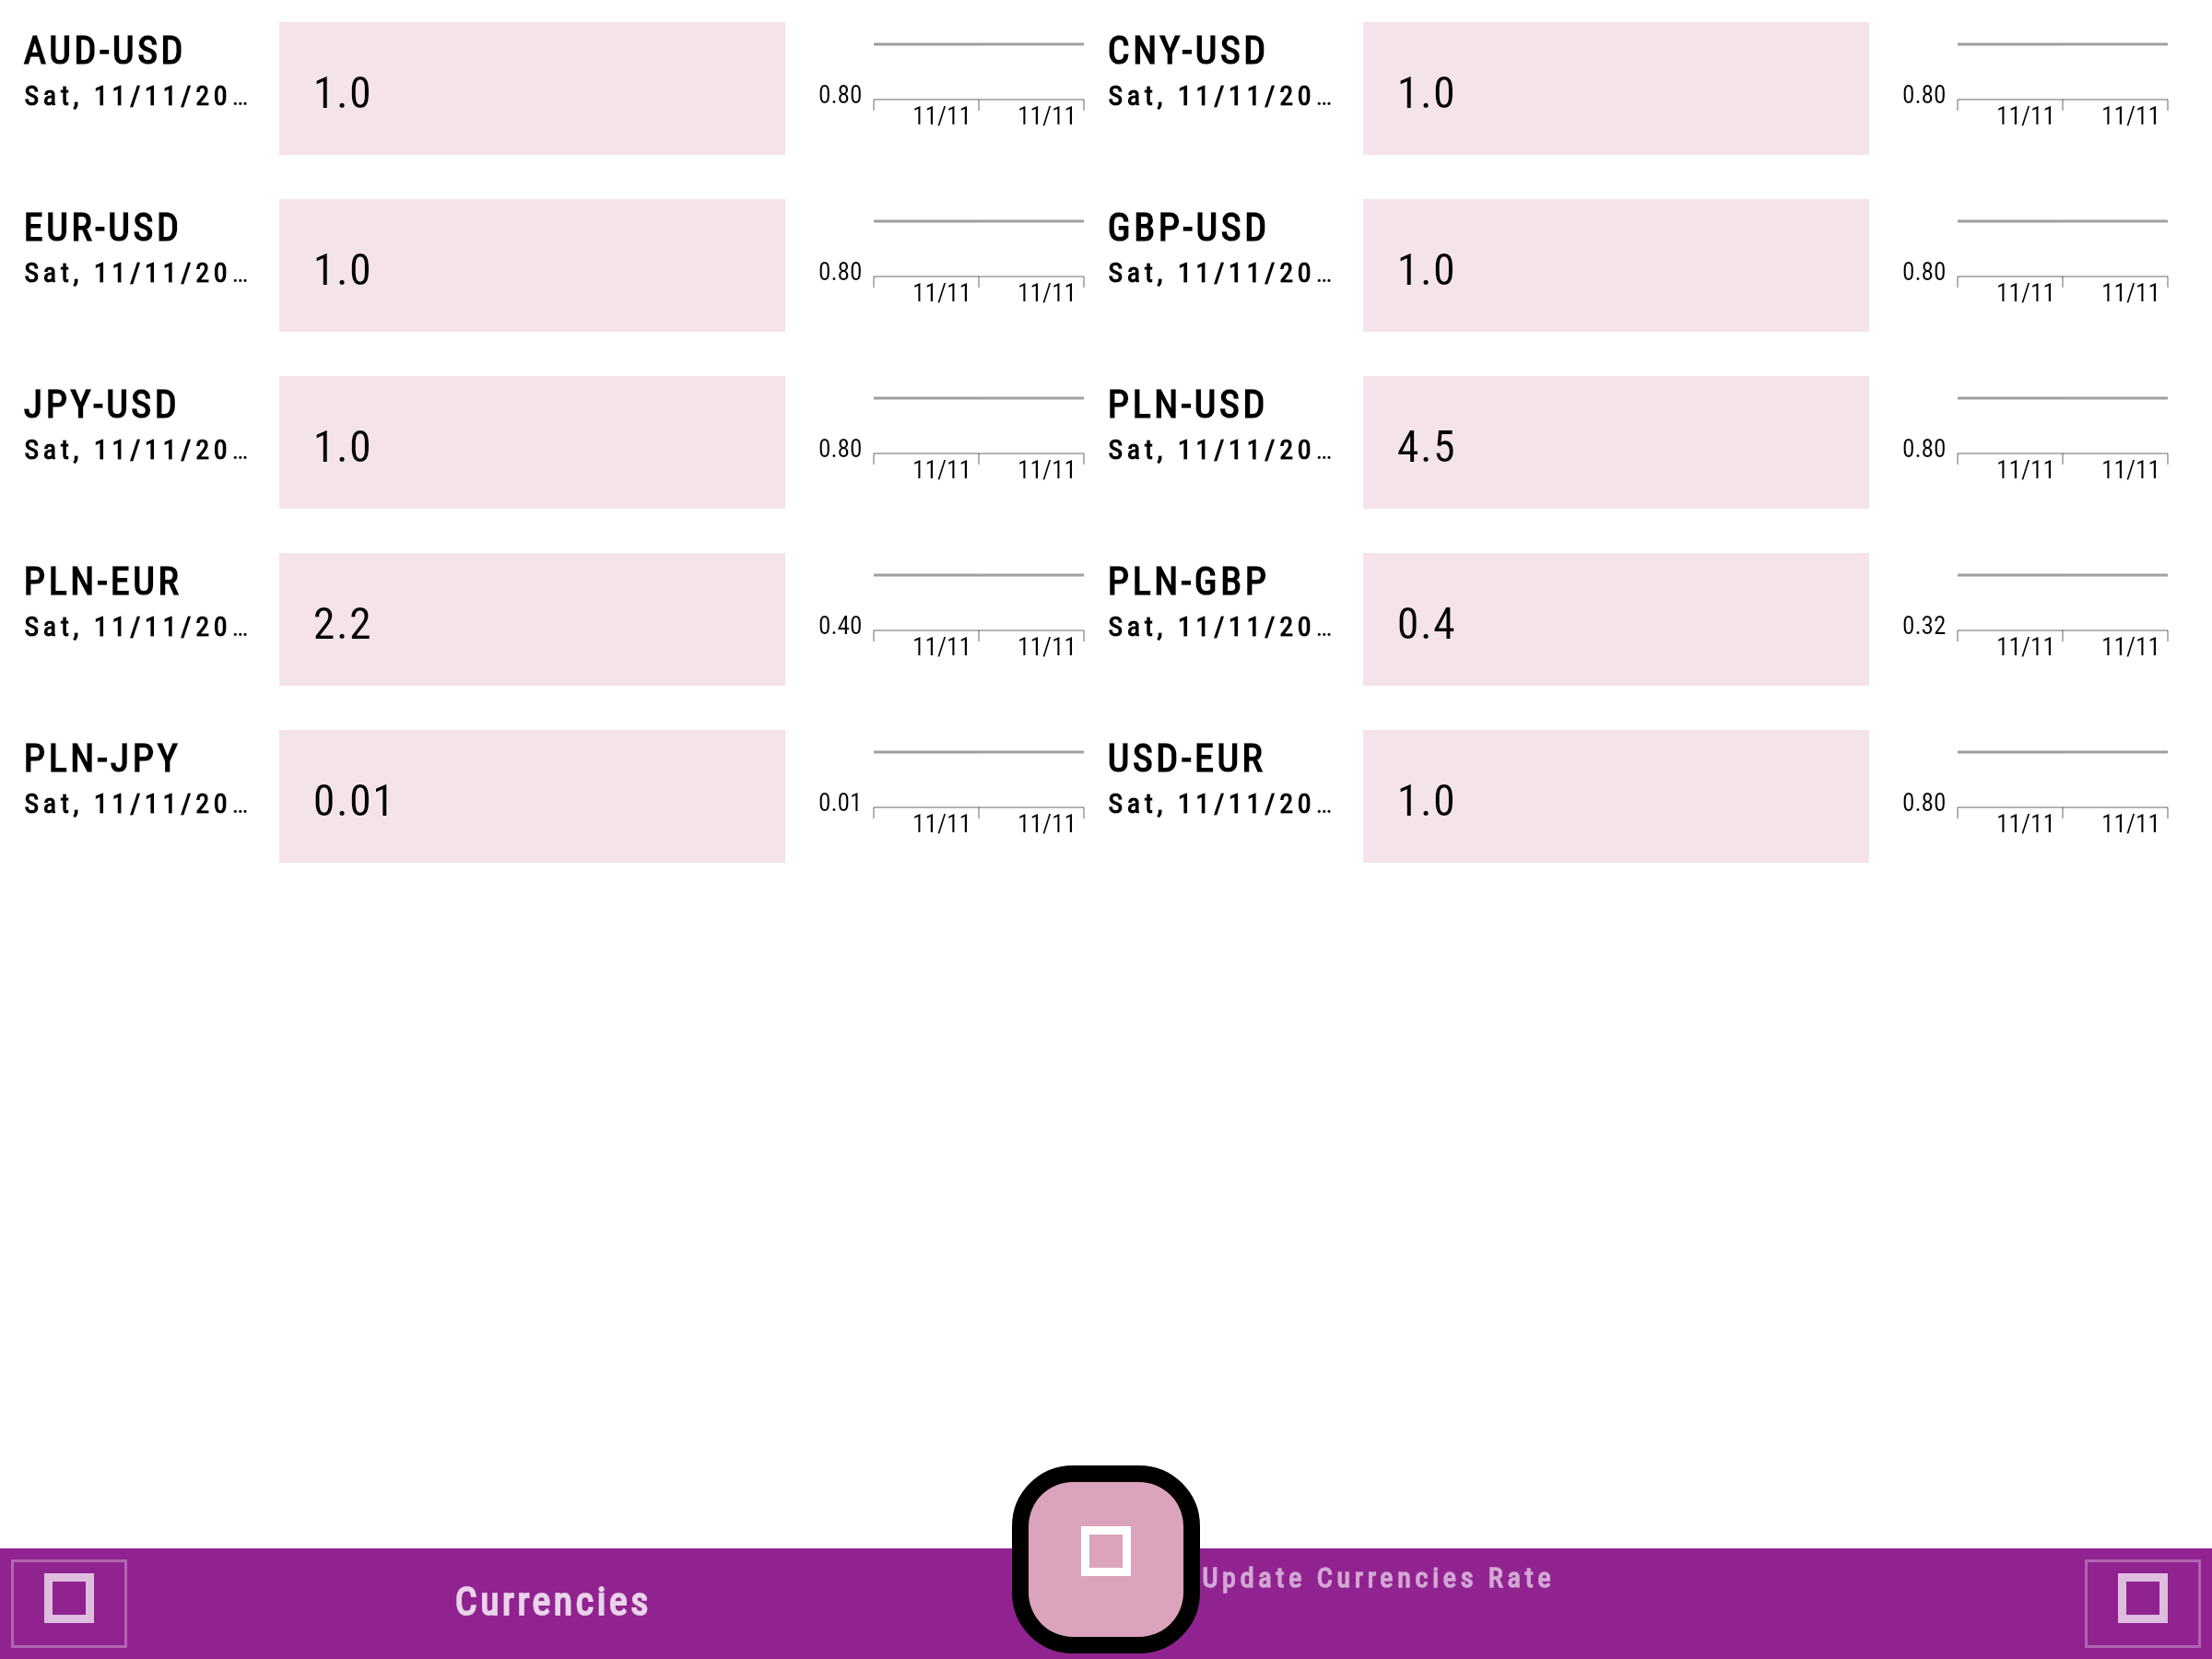 AUD-USD
Sat, 11/11/20...
1.0
0.80
11/11 11/11
CNY-USD
Sat, 11/11/20...
1.0
0.80
11/11 11/11
EUR-USD
Sat, 11/11/20...
1.0
0.80
11/11 11/11
GBP-USD
Sat, 11/11/20...
1.0
0.80
11/11 11/11
JPY-USD
Sat, 11/11/20...
1.0
0.80
11/11 11/11
PLN-USD
Sat, 11/11/20...
4.5
0.80
11/11 11/11
PLN-EUR
Sat, 11/11/20...
2.2
0.40
11/11 11/11
PLN-GBP
Sat, 11/11/20...
0.4
0.32
11/11 11/11
PLN-JPY
Sat, 11/11/20...
0.01
0.01
11/11 11/11
USD-EUR
Sat, 11/11/20...
1.0
0.80
11/11 11/11
Currencies
Update Currencies Rate